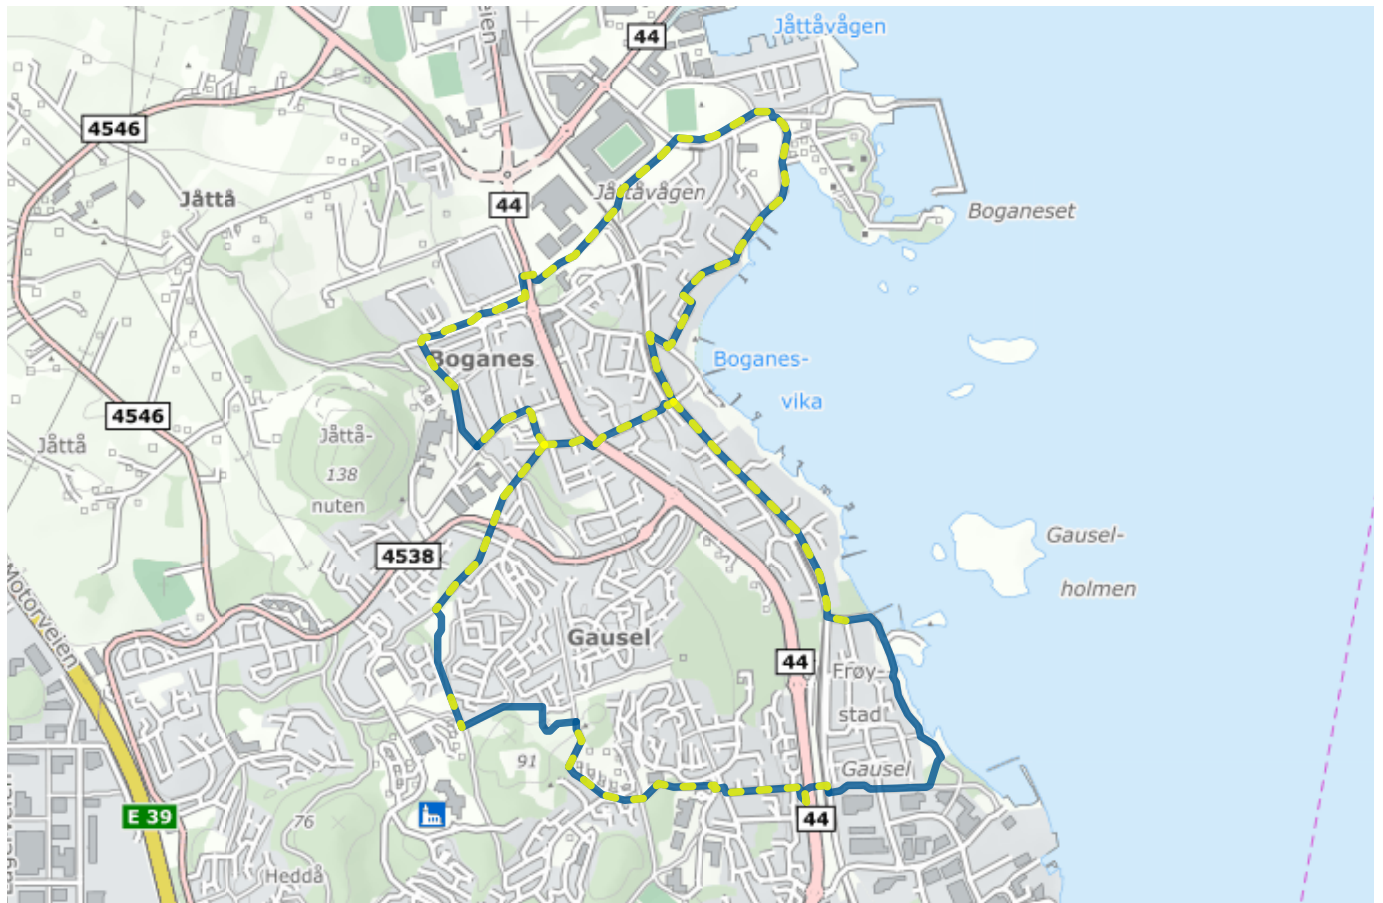 Jåttåvågen
eien
44
4546
Jåttå
44
Jåttåvågen
Boganeset
Boganes
Boganes-
vika
4546
Jåttå
Jåttå-
138
nuten
4538
Gausel-
holmen
Motorveien
Gausel
44
Frøy-
stad
91
Gausel
E 39
76
44
Heddå